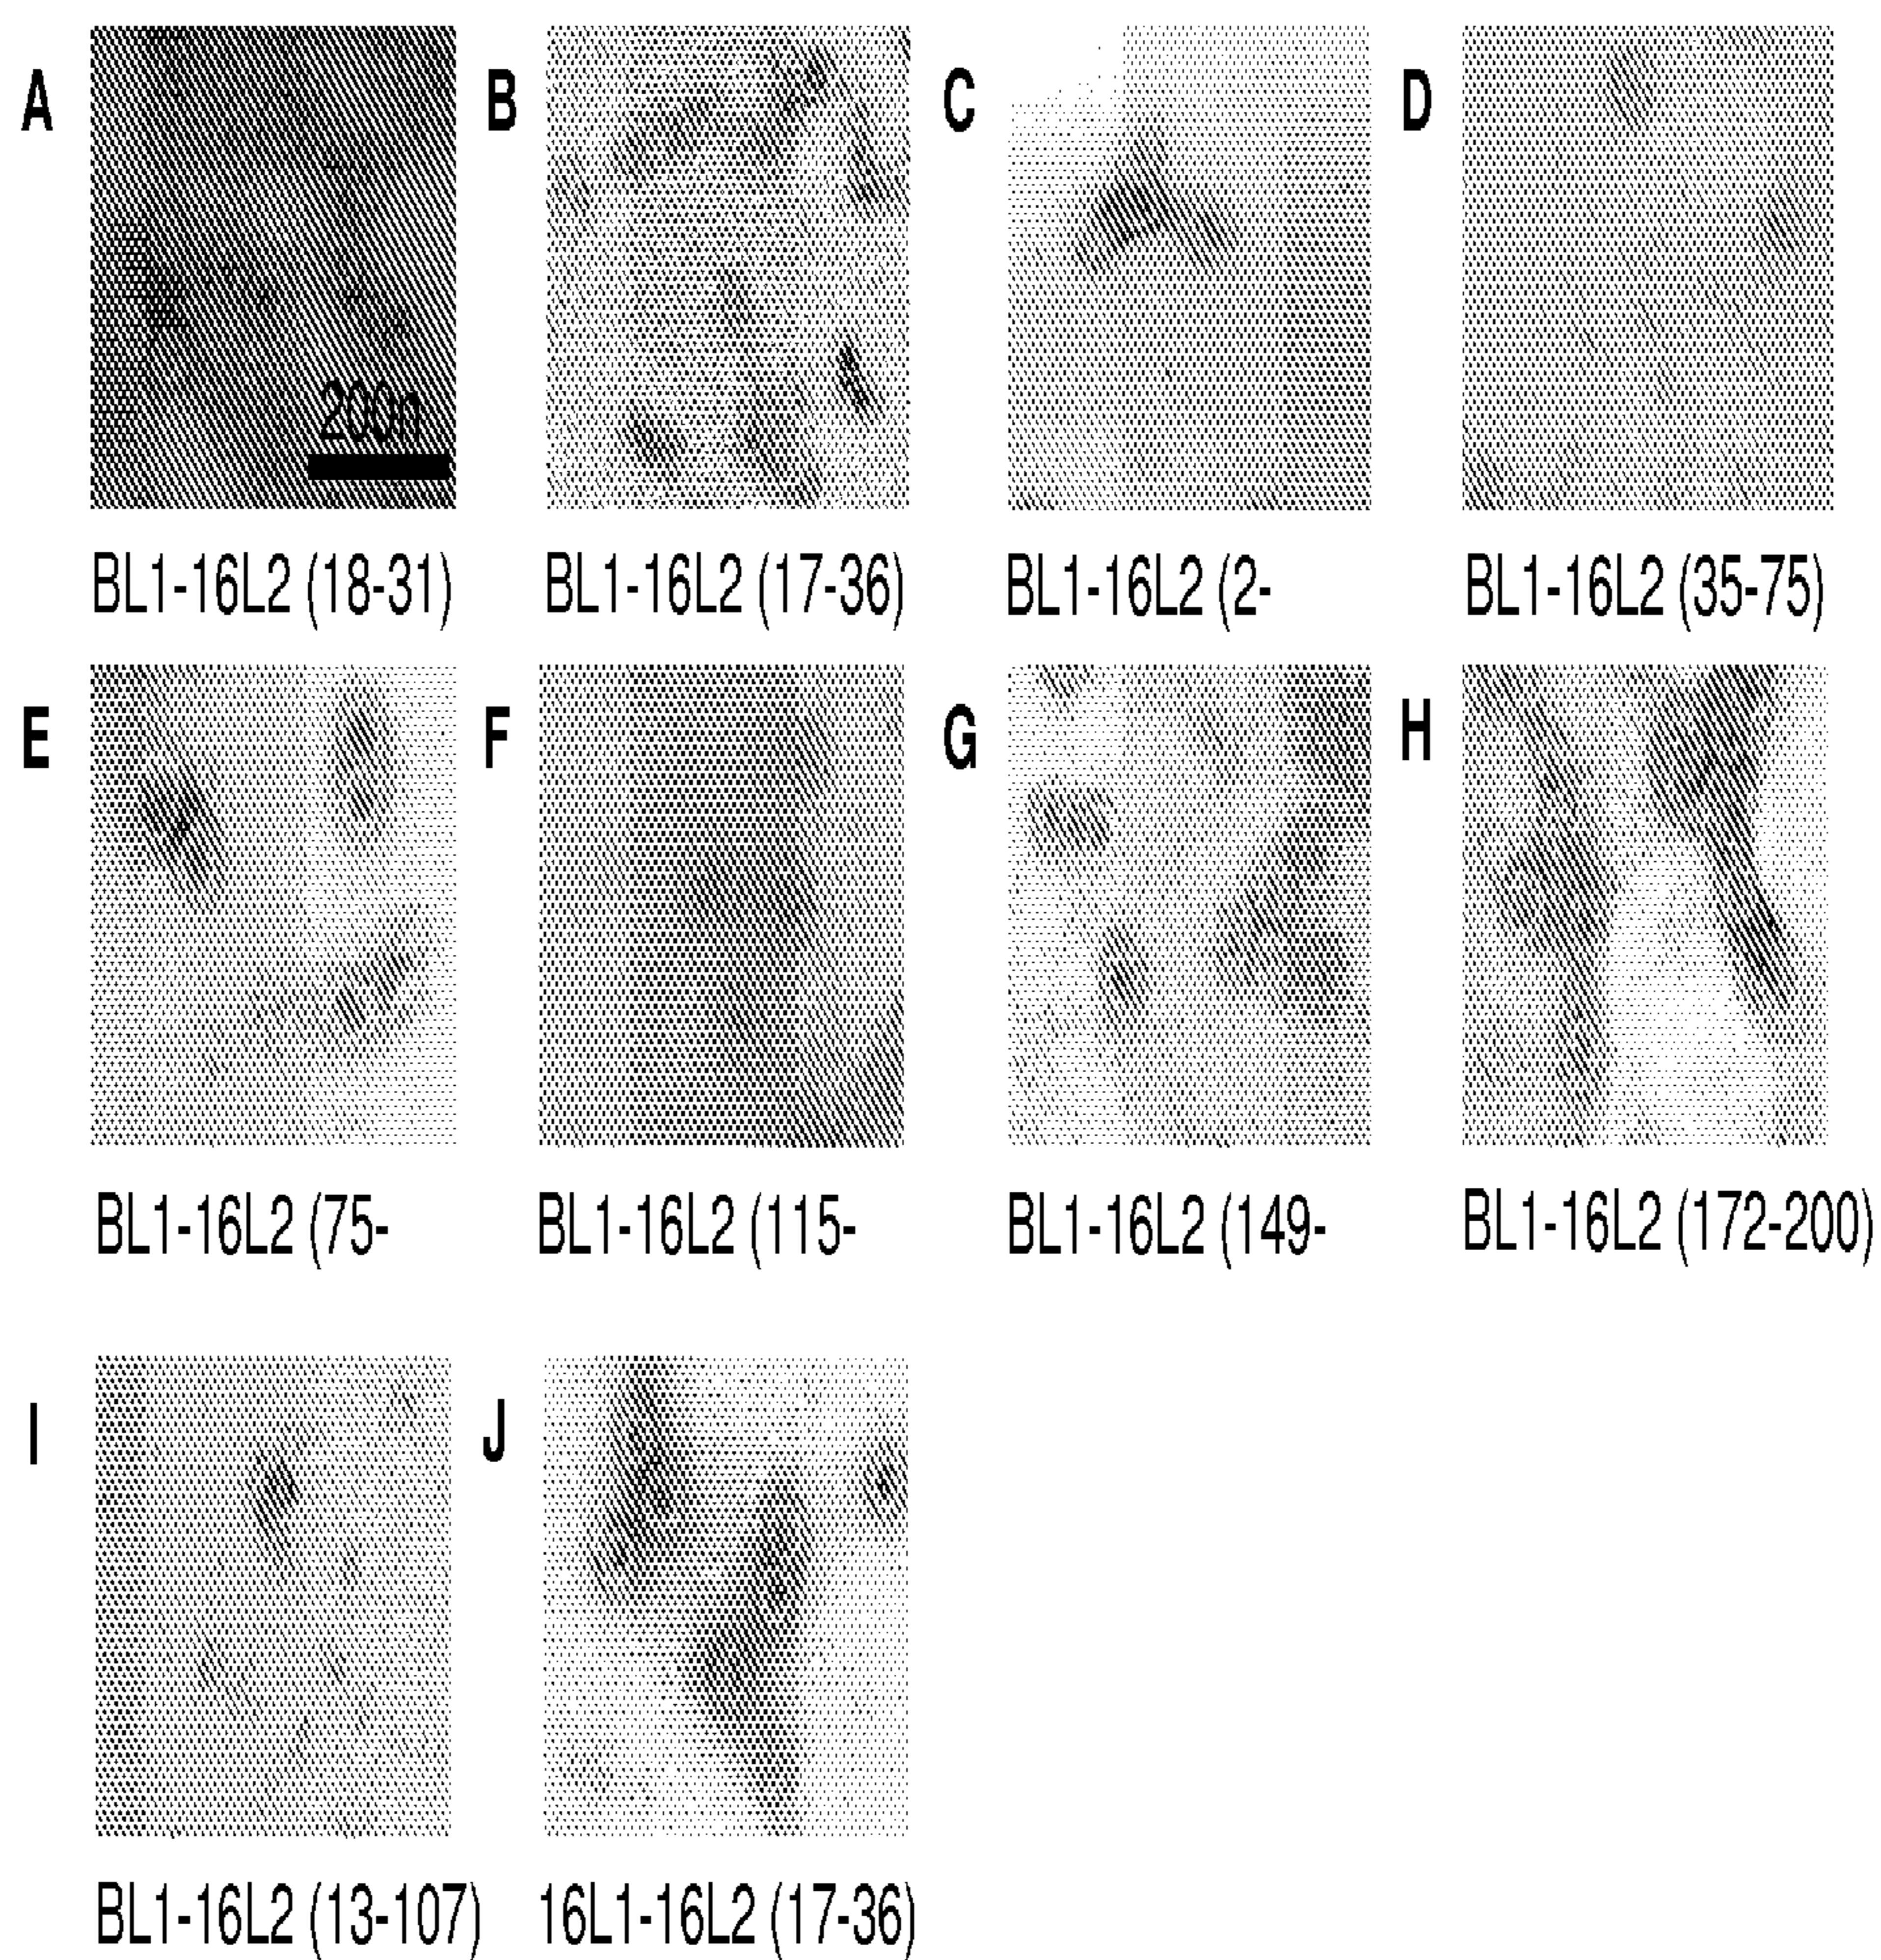 A B C D
200n
BL1-16L2 (18-31) BL1-16L2 (17-36) BL1-16L2 (2- BL1-16L2 (35-75)
E F G H
BL1-16L2 (75- BL1-16L2 (115- BL1-16L2 (149- BL1-16L2 (172-200)
I J
BL1-16L2 (13-107) 16L1-16L2 (17-36)